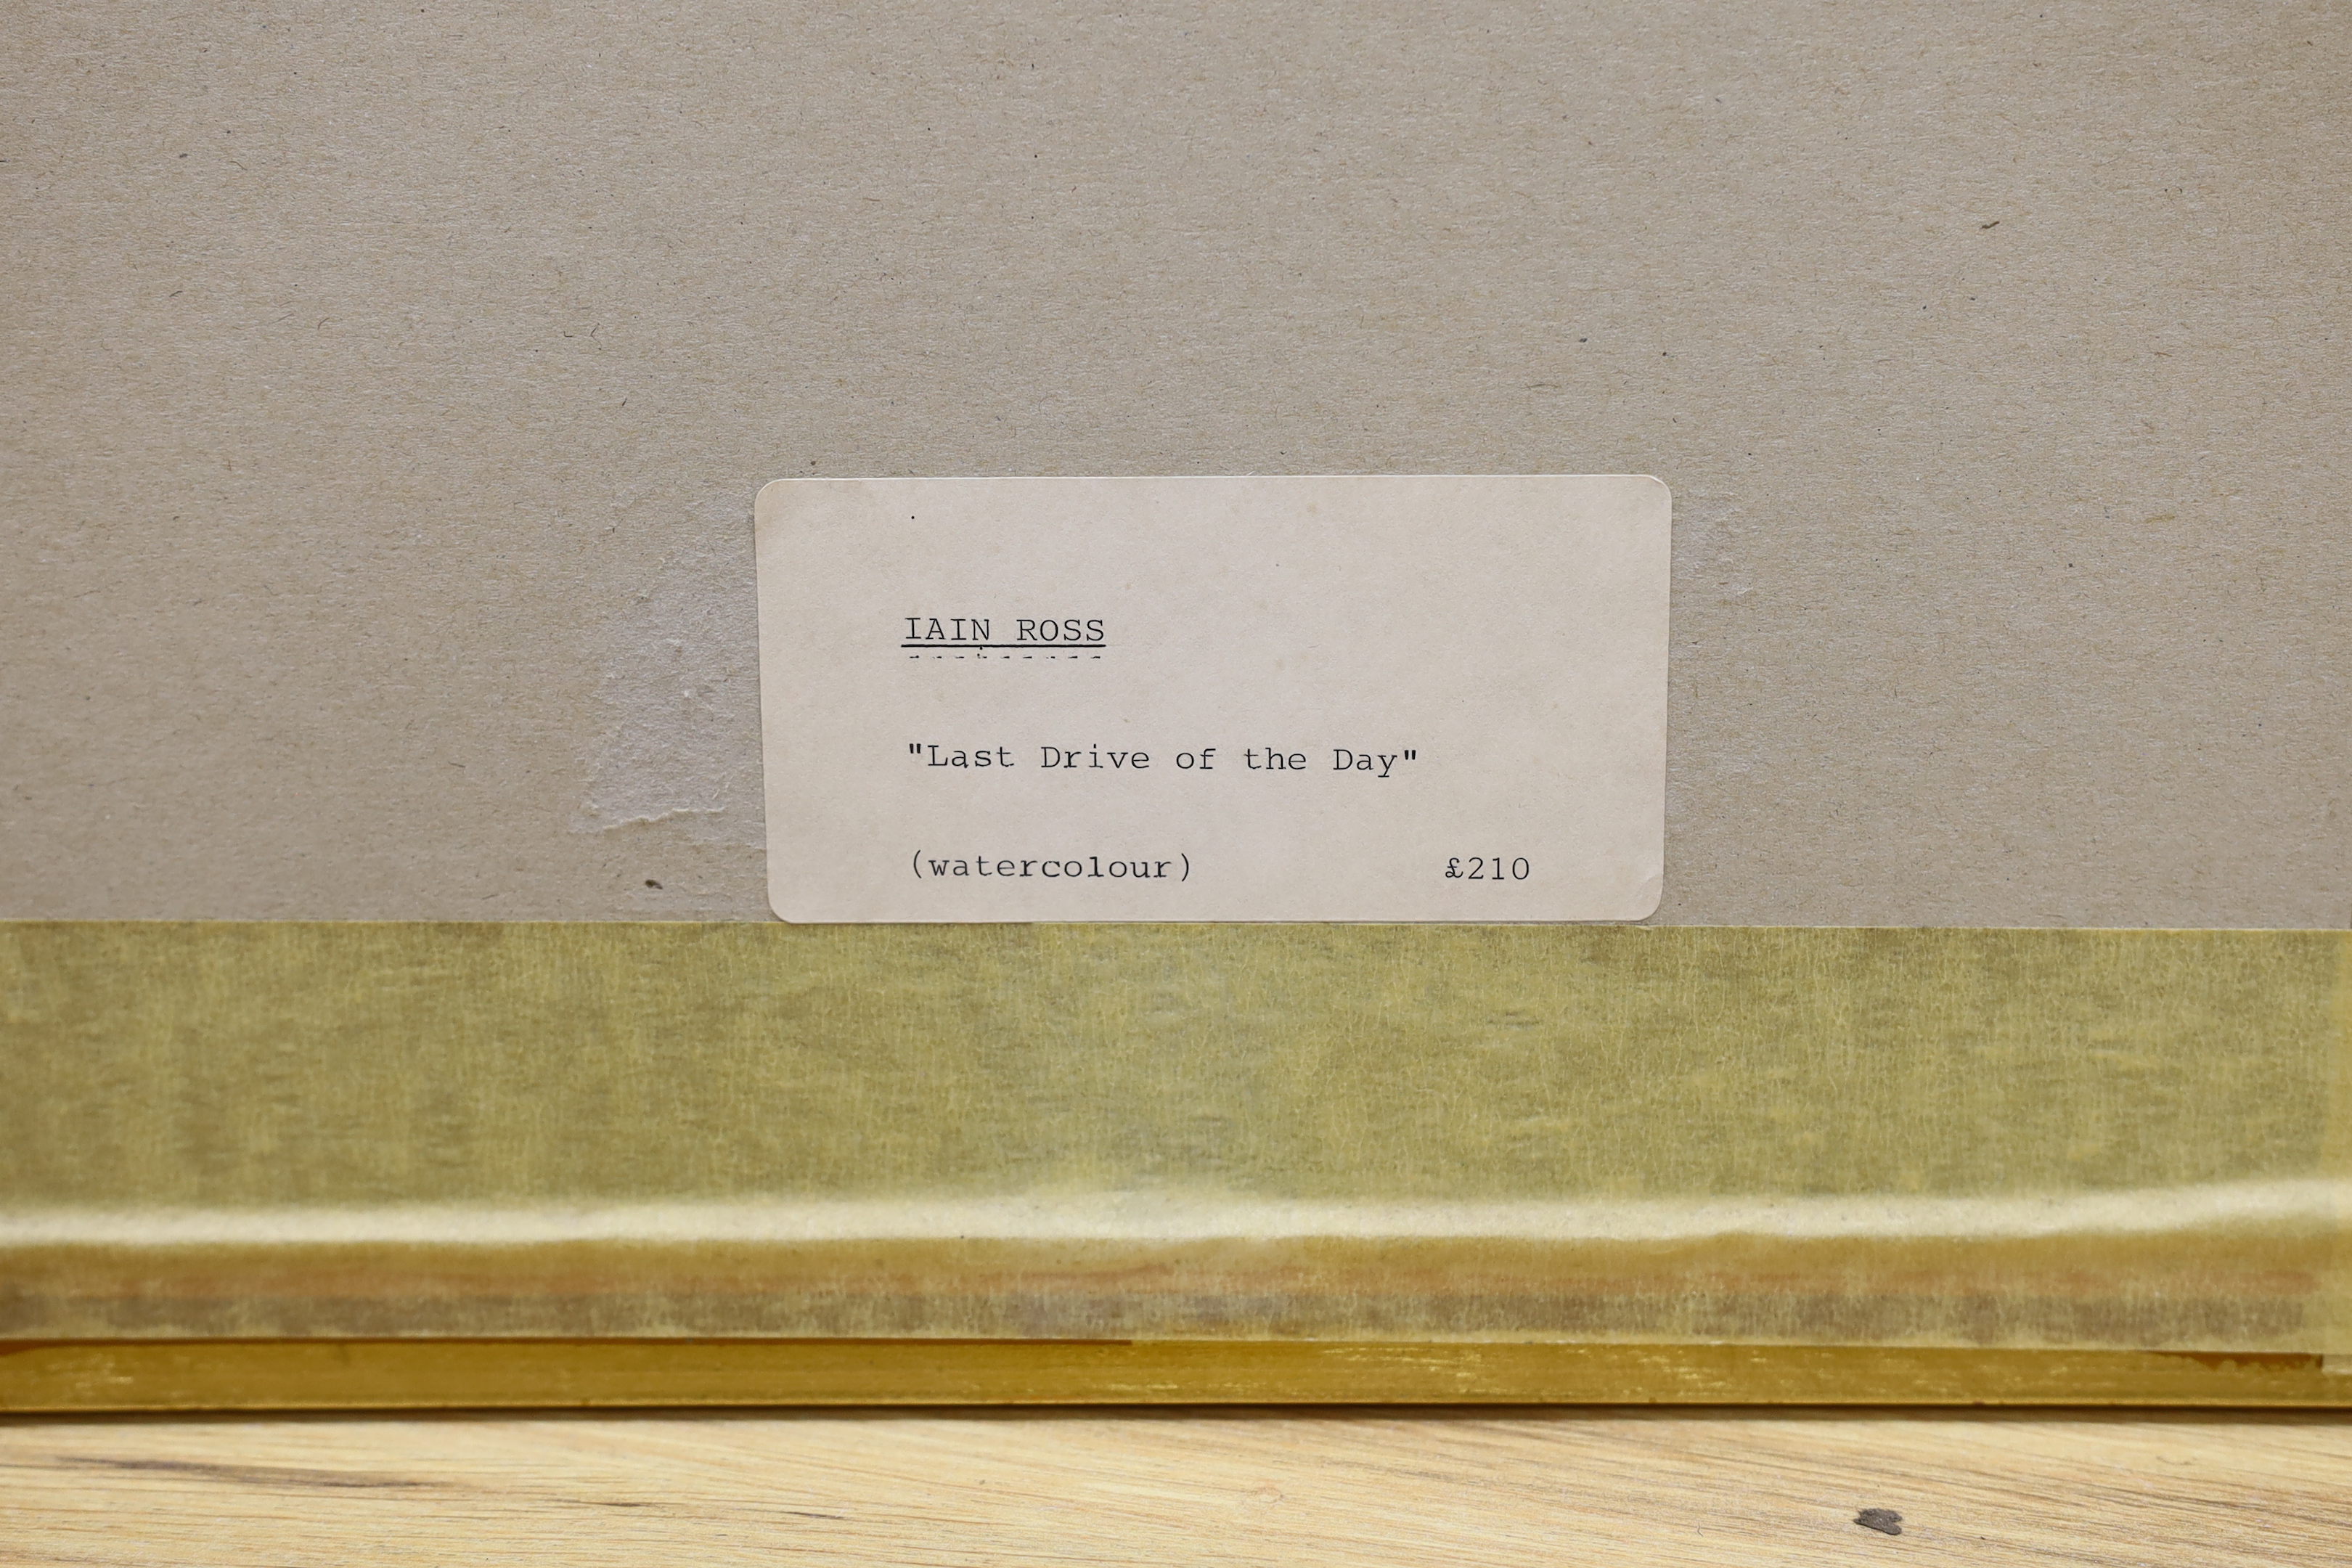 IAIN ROSS
"Last Drive of the Day"
(watercolour) £210